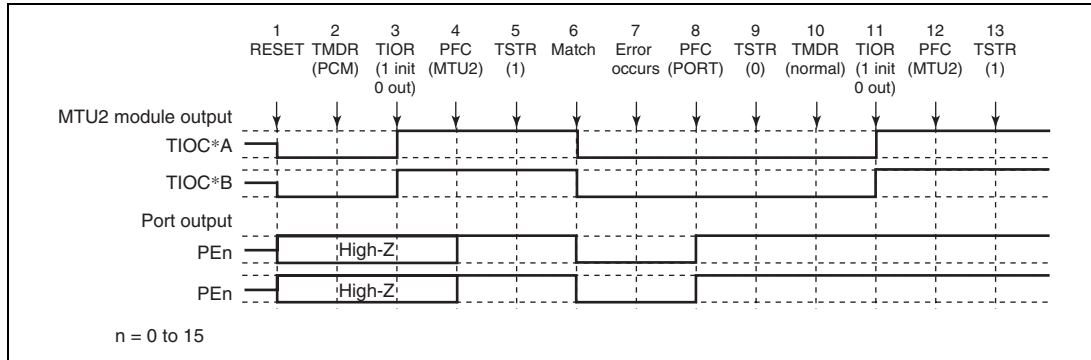 1 2 3 4 5 6 7 8 9 10 11 12 13
RESET TMDR TIOR PFC TSTR Match Error PFC TSTR TMDR TIOR PFC TSTR
(PCM) (1 init (MTU2) (1) occurs (PORT) (0) (normal) (1 init (MTU2) (1)
0 out) 0 out)
MTU2 module output
TIOC*A
TIOC*B
Port output
PEn High-Z
PEn High-Z
n = 0 to 15